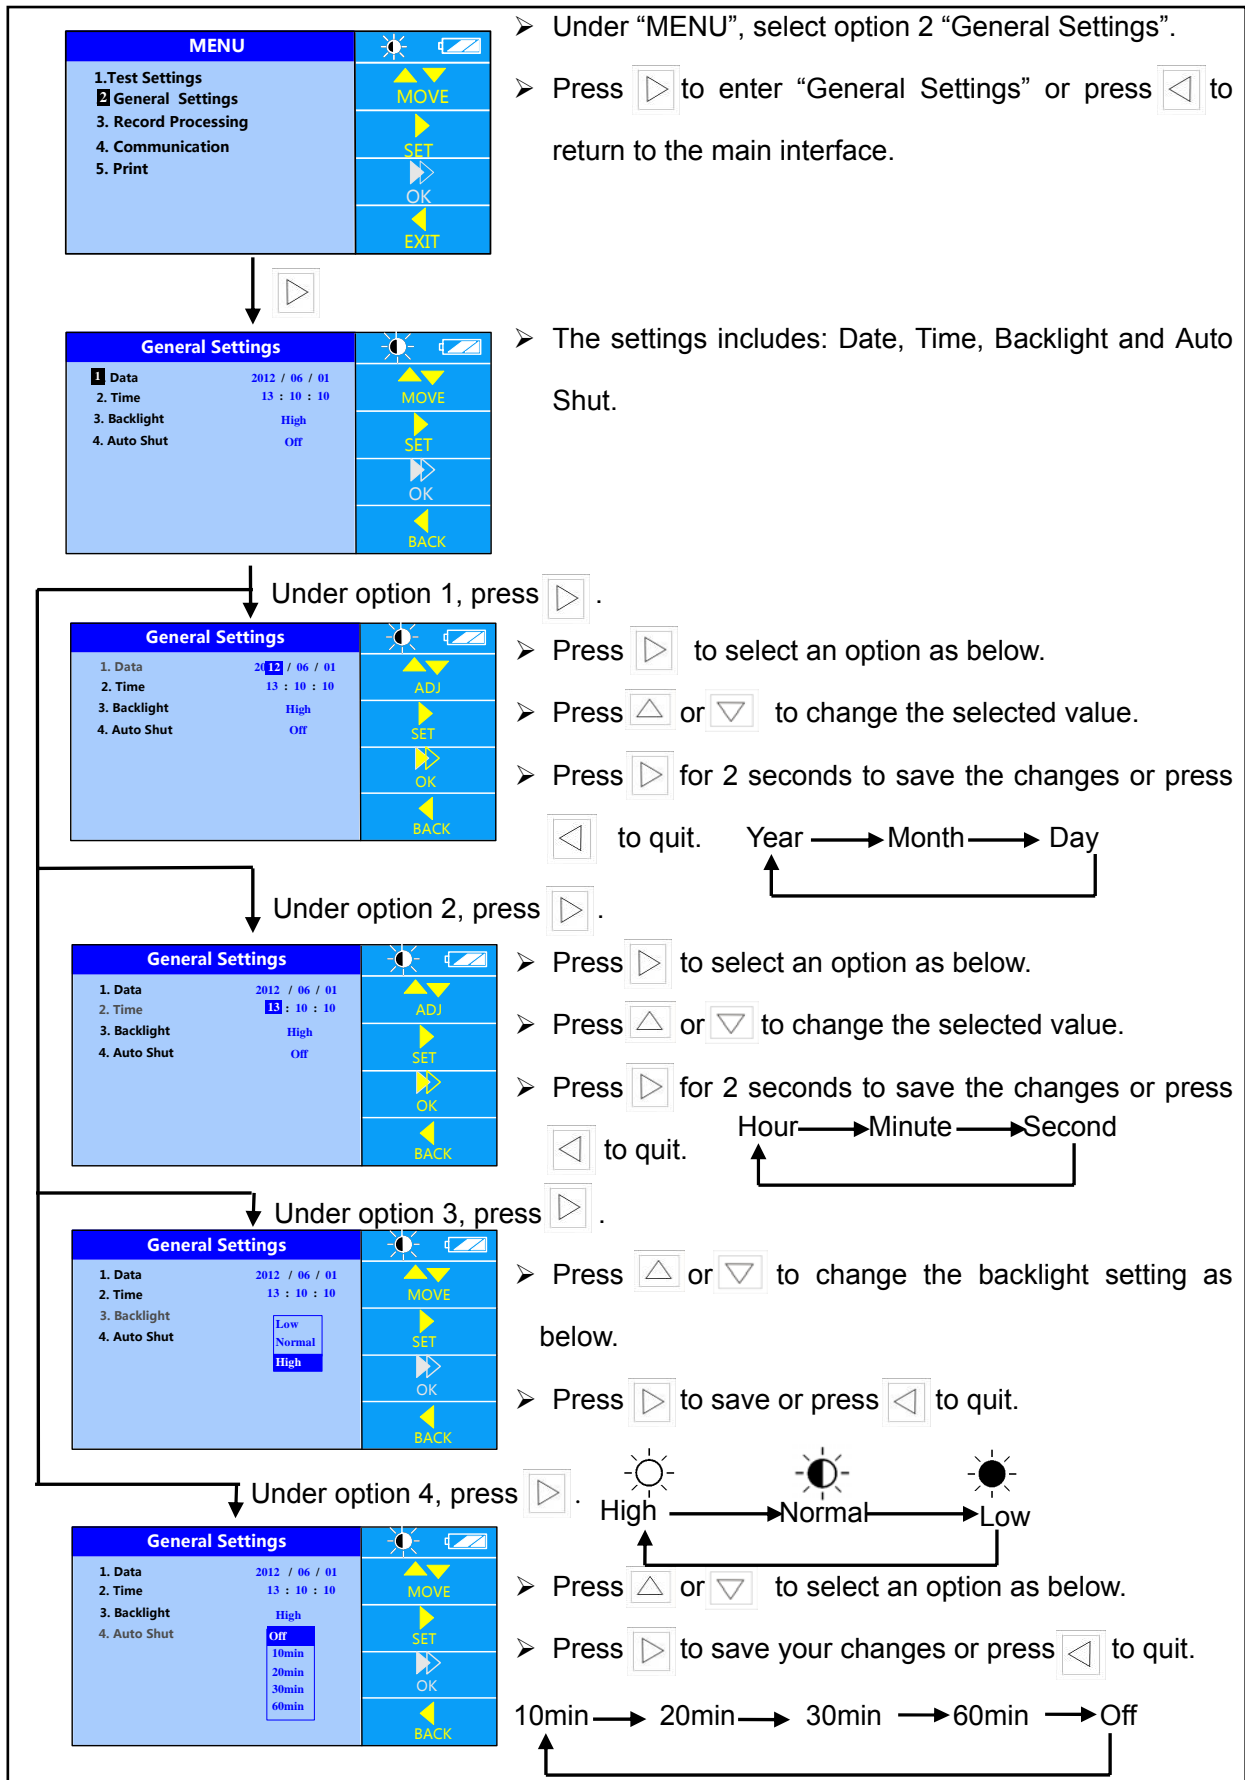 MENU
1.Test Settings
2 General Settings
3. Record Processing
4. Communication
5. Print
MOVE
SET
OK
EXIT
➢ Under “MENU”, select option 2 “General Settings”.
➢ Press to enter “General Settings” or press to
return to the main interface.
General Settings
1 Data 2012 / 06 / 01
2. Time 13 : 10 : 10
3. Backlight High
4. Auto Shut Off
MOVE
SET
OK
BACK
➢ The settings includes: Date, Time, Backlight and Auto
Shut.
Under option 1, press .
General Settings
1. Data 2012 / 06 / 01
2. Time 13 : 10 : 10
3. Backlight High
4. Auto Shut Off
ADJ
SET
OK
BACK
➢ Press to select an option as below.
➢ Press or to change the selected value.
➢ Press for 2 seconds to save the changes or press
to quit. Year Month Day
Under option 2, press .
General Settings
1. Data 2012 / 06 / 01
2. Time 13 : 10 : 10
3. Backlight High
4. Auto Shut Off
ADJ
SET
OK
BACK
➢ Press to select an option as below.
➢ Press or to change the selected value.
➢ Press for 2 seconds to save the changes or press
Hour Minute Second
to quit.
Under option 3, press .
General Settings
1. Data 2012 / 06 / 01
2. Time 13 : 10 : 10
3. Backlight
4. Auto Shut
Low
Normal
High
MOVE
SET
OK
BACK
➢ Press or to change the backlight setting as
below.
➢ Press to save or press to quit.
High Normal Low
Under option 4, press .
General Settings
1. Data 2012 / 06 / 01
2. Time 13 : 10 : 10
3. Backlight High
4. Auto Shut
Off
10min
20min
30min
60min
MOVE
SET
OK
BACK
➢ Press or to select an option as below.
➢ Press to save your changes or press to quit.
10min 20min 30min 60min Off